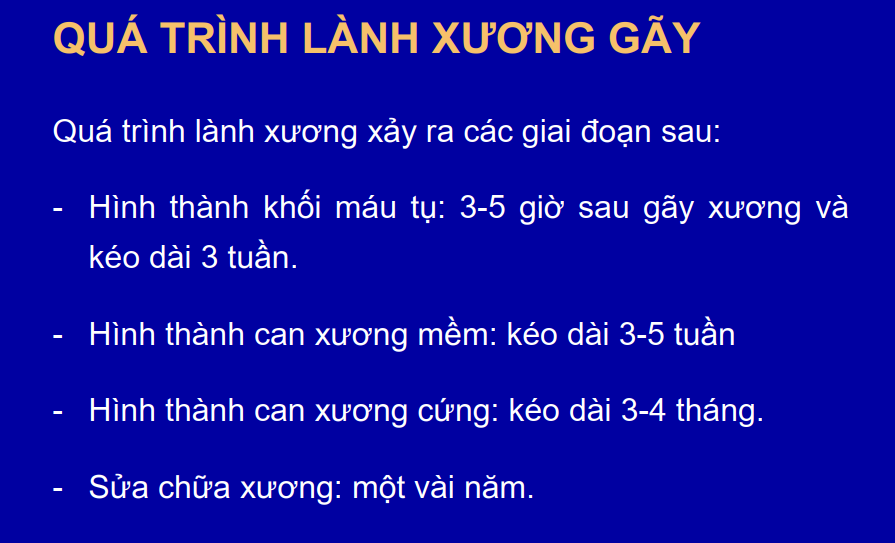 QUÁ TRÌNH LÀNH XƯƠNG GÃY
Quá trình lành xương xảy ra các giai đoạn sau:
- Hình thành khối máu tụ: 3-5 giờ sau gãy xương và
kéo dài 3 tuần.
- Hình thành can xương mềm: kéo dài 3-5 tuần
- Hình thành can xương cứng: kéo dài 3-4 tháng.
- Sửa chữa xương: một vài năm.